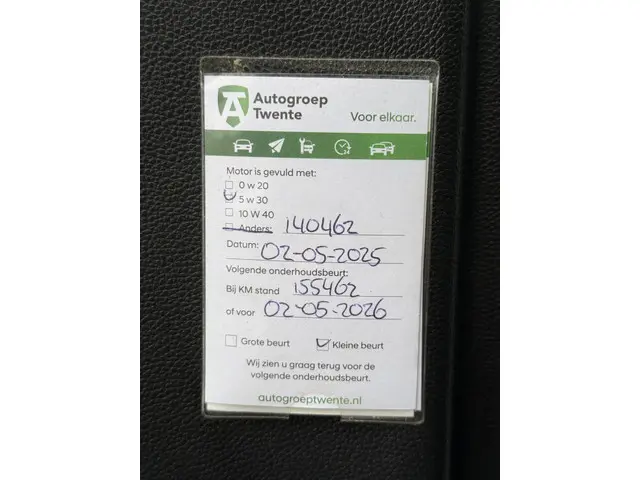 Autogroep
Twente
Voor elkaar.
Motor is gevuld met:
0 w 20
5 w 30
10 W 40
Anders: 140462
Datum: 02-05-2025
Volgende onderhoudsbeurt:
Bij KM stand 155462
of voor 02-05-2026
Grote beurt Kleine beurt
Wij zien u graag terug voor de
volgende onderhoudsbeurt.
autogroeptwente.nl